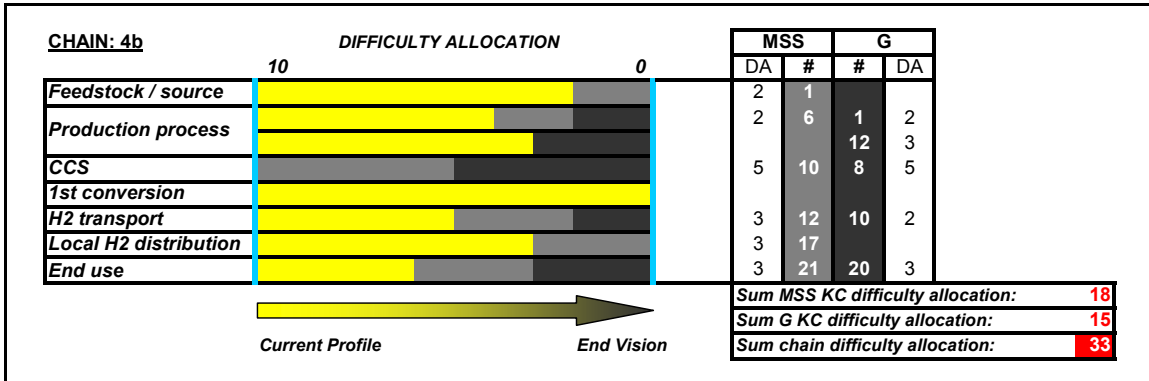 CHAIN: 4b DIFFICULTY ALLOCATION MSS G
10 0 DA # # DA
Feedstock / source 2 1
Production process 2 6 1 2
12 3
CCS 5 10 8 5
1st conversion
H2 transport 3 12 10 2
Local H2 distribution 3 17
End use 3 21 20 3
Sum MSS KC difficulty allocation: 18
Sum G KC difficulty allocation: 15
Current Profile End Vision Sum chain difficulty allocation: 33